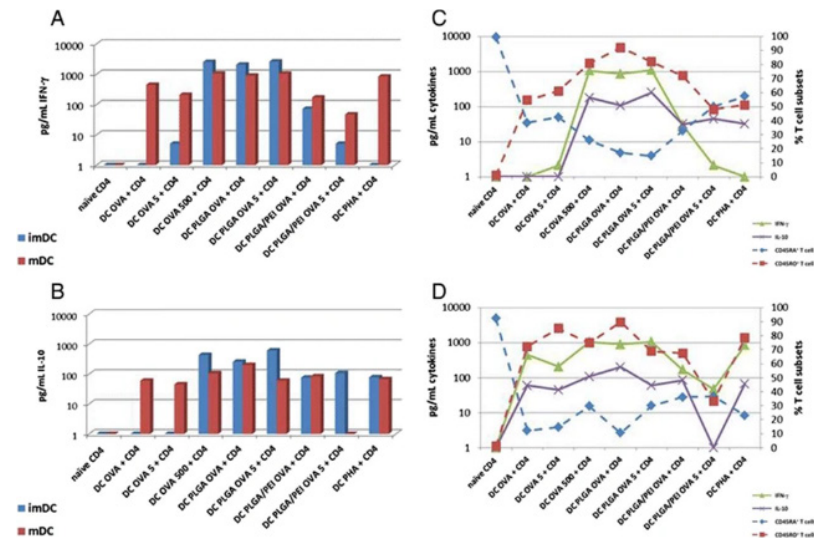 A
pg/mL IFN-γ
10000
1000
100
10
1
naive CD4
DC OVA + CD4
DC OVA 5 + CD4
DC OVA 500 + CD4
DC PLGA OVA + CD4
DC PLGA OVA 5 + CD4
DC PLGA/PEI OVA + CD4
DC PLGA/PEI OVA 5 + CD4
DC PHA + CD4
imDC
mDC
B
pg/mL IL-10
10000
1000
100
10
1
naive CD4
DC OVA + CD4
DC OVA 5 + CD4
DC OVA 500 + CD4
DC PLGA OVA + CD4
DC PLGA OVA 5 + CD4
DC PLGA/PEI OVA + CD4
DC PLGA/PEI OVA 5 + CD4
DC PHA + CD4
imDC
mDC
C
pg/mL cytokines
10000
1000
100
10
1
% T cell subsets
100
90
80
70
60
50
40
30
20
10
0
naive CD4
DC OVA + CD4
DC OVA 5 + CD4
DC OVA 500 + CD4
DC PLGA OVA + CD4
DC PLGA OVA 5 + CD4
DC PLGA/PEI OVA + CD4
DC PLGA/PEI OVA 5 + CD4
DC PHA + CD4
IFN-γ
IL-10
CD45RA⁺ T cell
CD45RO⁺ T cell
D
pg/mL cytokines
10000
1000
100
10
1
% T cell subsets
100
90
80
70
60
50
40
30
20
10
0
naive CD4
DC OVA + CD4
DC OVA 5 + CD4
DC OVA 500 + CD4
DC PLGA OVA + CD4
DC PLGA OVA 5 + CD4
DC PLGA/PEI OVA + CD4
DC PLGA/PEI OVA 5 + CD4
DC PHA + CD4
IFN-γ
IL-10
CD45RA⁺ T cell
CD45RO⁺ T cell